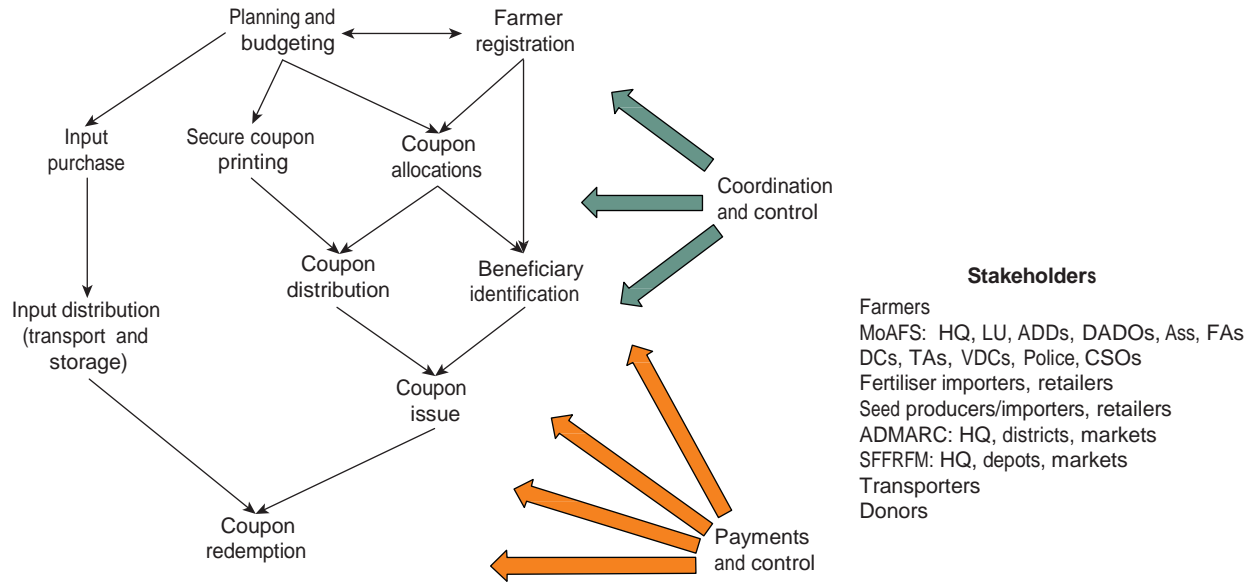 Planning and
budgeting
Farmer
registration
Input
purchase
Secure coupon
printing
Coupon
allocations
Coordination
and control
Coupon
distribution
Beneficiary
identification
Input distribution
(transport and
storage)
Coupon
issue
Coupon
redemption
Payments
and control
Stakeholders
Farmers
MoAFS: HQ, LU, ADDs, DADOs, Ass, FAs
DCs, TAs, VDCs, Police, CSOs
Fertiliser importers, retailers
Seed producers/importers, retailers
ADMARC: HQ, districts, markets
SFFRFM: HQ, depots, markets
Transporters
Donors